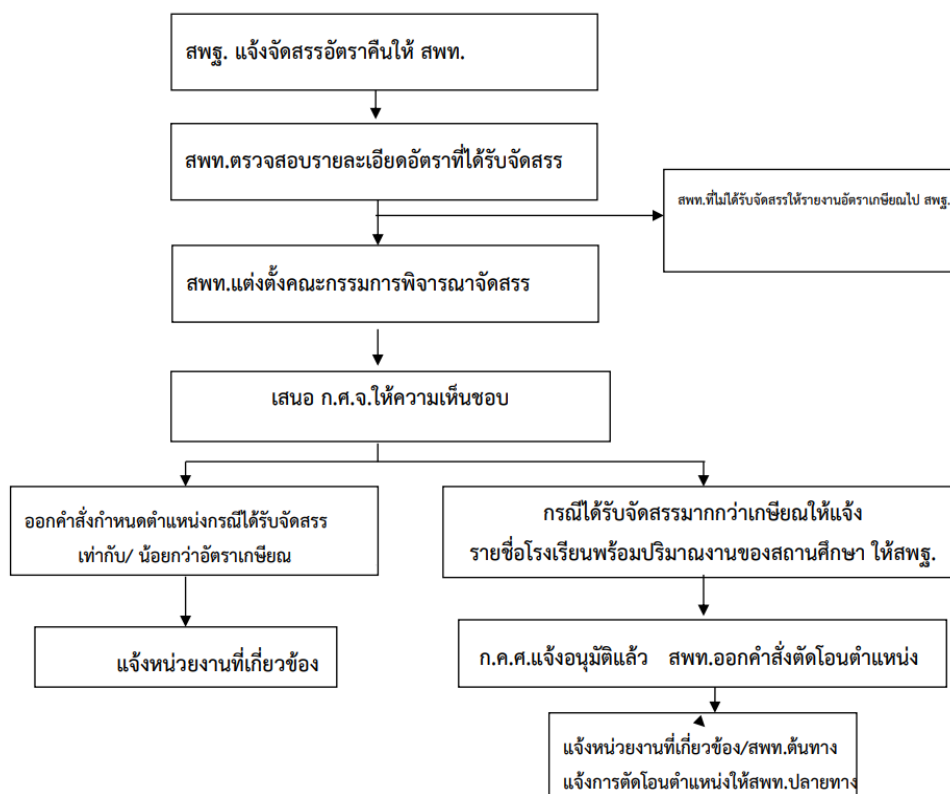 สพฐ. แจ้งจัดสรรอัตราคืนให้ สพท.
สพท.ตรวจสอบรายละเอียดอัตราที่ได้รับจัดสรร
สพท.ที่ไม่ได้รับจัดสรรให้รายงานอัตราเกษียณไป สพฐ.
สพท.แต่งตั้งคณะกรรมการพิจารณาจัดสรร
เสนอ ก.ศ.จ.ให้ความเห็นชอบ
ออกคำสั่งกำหนดตำแหน่งกรณีได้รับจัดสรร
เท่ากับ/ น้อยกว่าอัตราเกษียณ
กรณีได้รับจัดสรรมากกว่าเกษียณให้แจ้ง
รายชื่อโรงเรียนพร้อมปริมาณงานของสถานศึกษา ให้สพฐ.
แจ้งหน่วยงานที่เกี่ยวข้อง
ก.ค.ศ.แจ้งอนุมัติแล้ว สพท.ออกคำสั่งตัดโอนตำแหน่ง
แจ้งหน่วยงานที่เกี่ยวข้อง/สพท.ต้นทาง
แจ้งการตัดโอนตำแหน่งให้สพท.ปลายทาง